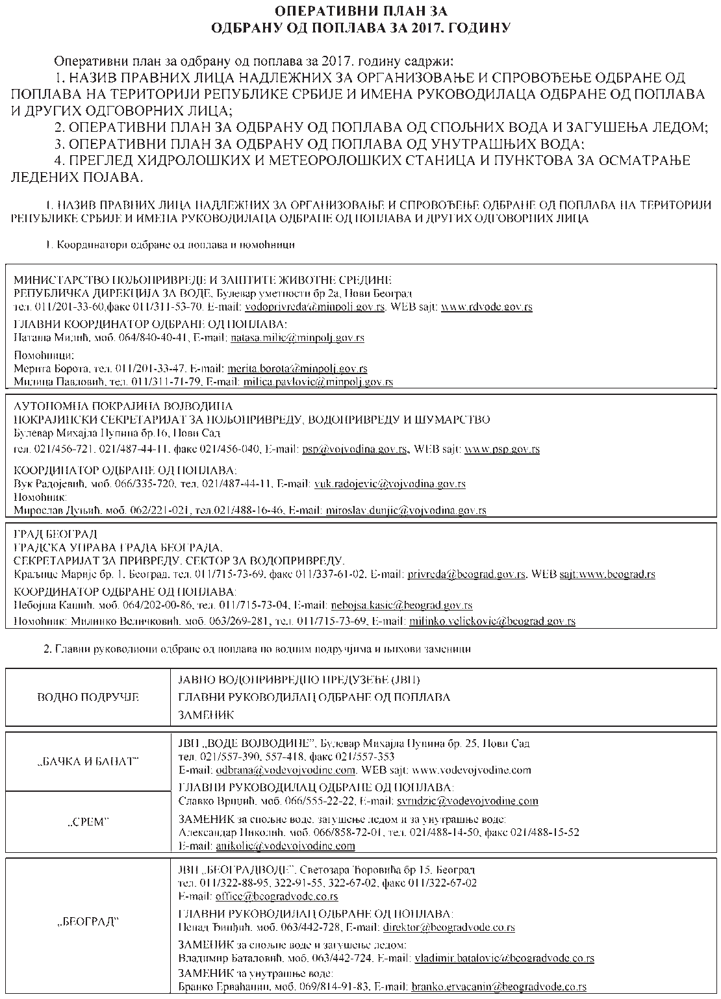 ОПЕРАТИВНИ ПЛАН ЗА
ОДБРАНУ ОД ПОПЛАВА ЗА 2017. ГОДИНУ
Оперативни план за одбрану од поплава за 2017. годину садржи:
1. НАЗИВ ПРАВНИХ ЛИЦА НАДЛЕЖНИХ ЗА ОРГАНИЗОВАЊЕ И СПРОВОЂЕЊЕ ОДБРАНЕ ОД
ПОПЛАВА НА ТЕРИТОРИЈИ РЕПУБЛИКЕ СРБИЈЕ И ИМЕНА РУКОВОДИЛАЦА ОДБРАНЕ ОД ПОПЛАВА
И ДРУГИХ ОДГОВОРНИХ ЛИЦА;
2. ОПЕРАТИВНИ ПЛАН ЗА ОДБРАНУ ОД ПОПЛАВА ОД СПОЉНИХ ВОДА И ЗАГУШЕЊА ЛЕДОМ;
3. ОПЕРАТИВНИ ПЛАН ЗА ОДБРАНУ ОД ПОПЛАВА ОД УНУТРАШЊИХ ВОДА;
4. ПРЕГЛЕД ХИДРОЛОШКИХ И МЕТЕОРОЛОШКИХ СТАНИЦА И ПУНКТОВА ЗА ОСМАТРАЊЕ
ЛЕДЕНИХ ПОЈАВА.
1. НАЗИВ ПРАВНИХ ЛИЦА НАДЛЕЖНИХ ЗА ОРГАНИЗОВАЊЕ И СПРОВОЂЕЊЕ ОДБРАНЕ ОД ПОПЛАВА НА ТЕРИТОРИЈИ
РЕПУБЛИКЕ СРБИЈЕ И ИМЕНА РУКОВОДИЛАЦА ОДБРАНЕ ОД ПОПЛАВА И ДРУГИХ ОДГОВОРНИХ ЛИЦА
1. Координатори одбране од поплава и помоћници
МИНИСТАРСТВО ПОЉОПРИВРЕДЕ И ЗАШТИТЕ ЖИВОТНЕ СРЕДИНЕ
РЕПУБЛИЧКА ДИРЕКЦИЈА ЗА ВОДЕ, Булевар уметности бр 2а, Нови Београд
тел. 011/201-33-60,факс 011/311-53-70, E-mail: vodoprivreda@minpolj.gov.rs, WEB sajt: www.rdvode.gov.rs
ГЛАВНИ КООРДИНАТОР ОДБРАНЕ ОД ПОПЛАВА:
Наташа Милић, моб. 064/840-40-41, E-mail: natasa.milic@minpolj.gov.rs
Помоћници:
Мерита Борота, тел. 011/201-33-47, E-mail: merita.borota@minpolj.gov.rs
Милица Павловић, тел. 011/311-71-79, E-mail: milica.pavlovic@minpolj.gov.rs
АУТОНОМНА ПОКРАЈИНА ВОЈВОДИНА
ПОКРАЈИНСКИ СЕКРЕТАРИЈАТ ЗА ПОЉОПРИВРЕДУ, ВОДОПРИВРЕДУ И ШУМАРСТВО
Булевар Михајла Пупина бр.16, Нови Сад
тел. 021/456-721, 021/487-44-11, факс 021/456-040, E-mail: psp@vojvodina.gov.rs, WEB sajt: www.psp.gov.rs
КООРДИНАТОР ОДБРАНЕ ОД ПОПЛАВА:
Вук Радојевић, моб. 066/335-720, тел. 021/487-44-11, E-mail: vuk.radojevic@vojvodina.gov.rs
Помоћник:
Мирослав Дуњић, моб. 062/221-021, тел.021/488-16-46, E-mail: miroslav.dunjic@vojvodina.gov.rs
ГРАД БЕОГРАД
ГРАДСКА УПРАВА ГРАДА БЕОГРАДА,
СЕКРЕТАРИЈАТ ЗА ПРИВРЕДУ, СЕКТОР ЗА ВОДОПРИВРЕДУ,
Краљице Марије бр. 1, Београд, тел. 011/715-73-69, факс 011/337-61-02, E-mail: privreda@beograd.gov.rs, WEB sajt:www.beograd.rs
КООРДИНАТОР ОДБРАНЕ ОД ПОПЛАВА:
Небојша Кашић, моб. 064/202-00-86, тел. 011/715-73-04, E-mail: nebojsa.kasic@beograd.gov.rs
Помоћник: Милинко Величковић, моб. 063/269-281, тел. 011/715-73-69, E-mail: milinko.velickovic@beograd.gov.rs
2. Главни руководиоци одбране од поплава по водним подручјима и њихови заменици
ВОДНО ПОДРУЧЈЕ
ЈАВНО ВОДОПРИВРЕДНО ПРЕДУЗЕЋЕ (ЈВП)
ГЛАВНИ РУКОВОДИЛАЦ ОДБРАНЕ ОД ПОПЛАВА
ЗАМЕНИК
„БАЧКА И БАНАТ”
„СРЕМ”
ЈВП „ВОДЕ ВОЈВОДИНЕ”, Булевар Михајла Пупина бр. 25, Нови Сад
тел. 021/557-390, 557-418, факс 021/557-353
E-mail: odbrana@vodevojvodine.com, WEB sajt: www.vodevojvodine.com
ГЛАВНИ РУКОВОДИЛАЦ ОДБРАНЕ ОД ПОПЛАВА:
Славко Врнџић, моб. 066/555-22-22, E-mail: svrndzic@vodevojvodine.com
ЗАМЕНИК за спољне воде, загушење ледом и за унутрашње воде:
Александар Николић, моб. 066/858-72-01, тел. 021/488-14-50, факс 021/488-15-52
E-mail: anikolic@vodevojvodine.com
„БЕОГРАД”
ЈВП „БЕОГРАДВОДЕ”, Светозара Ћоровића бр 15, Београд
тел. 011/322-88-95, 322-91-55, 322-67-02, факс 011/322-67-02
E-mail: office@beogradvode.co.rs
ГЛАВНИ РУКОВОДИЛАЦ ОДБРАНЕ ОД ПОПЛАВА:
Ненад Ђинђић, моб. 063/442-728, E-mail: direktor@beogradvode.co.rs
ЗАМЕНИК за спољне воде и загушење ледом:
Владимир Баталовић, моб. 063/442-724, E-mail: vladimir.batalovic@beogradvode.co.rs
ЗАМЕНИК за унутрашње воде:
Бранко Ерваћанин, моб. 069/814-91-83, E-mail: branko.ervacanin@beogradvode.co.rs